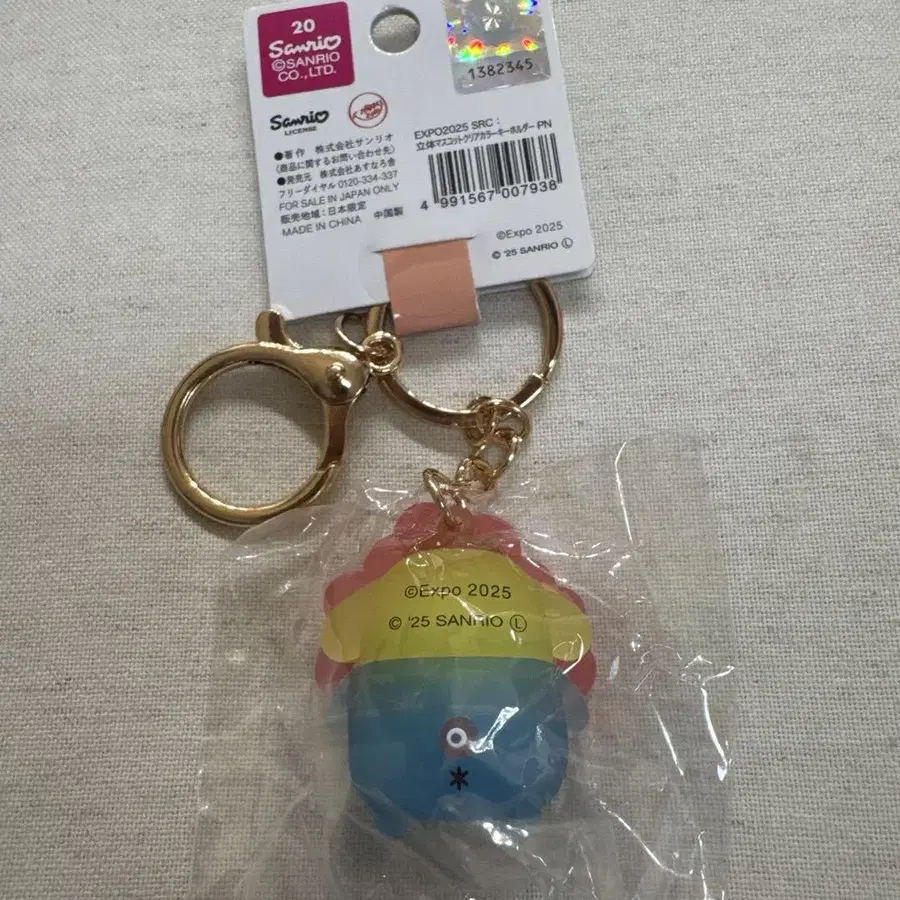 20
Sanrio
©SANRIO
CO., LTD.
1382345
Sanrio
LICENSE
●著作 株式会社サンリオ
(商品に関するお問い合わせ先)
●発売元 株式会社あすなろ舎
フリーダイヤル 0120-334-337
FOR SALE IN JAPAN ONLY
販売地域:日本限定
MADE IN CHINA 中国製
EXPO2025 SRC:
立体マスコットクリアカラーキーホルダー PN
4 991567 007938
©Expo 2025
© '25 SANRIO Ⓛ
©Expo 2025
© '25 SANRIO Ⓛ